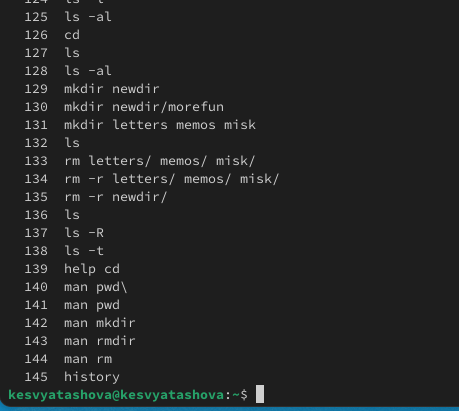 124 ls -t
125 ls -al
126 cd
127 ls
128 ls -al
129 mkdir newdir
130 mkdir newdir/morefun
131 mkdir letters memos misk
132 ls
133 rm letters/ memos/ misk/
134 rm -r letters/ memos/ misk/
135 rm -r newdir/
136 ls
137 ls -R
138 ls -t
139 help cd
140 man pwd\
141 man pwd
142 man mkdir
143 man rmdir
144 man rm
145 history
kesvyatashova@kesvyatashova:~$